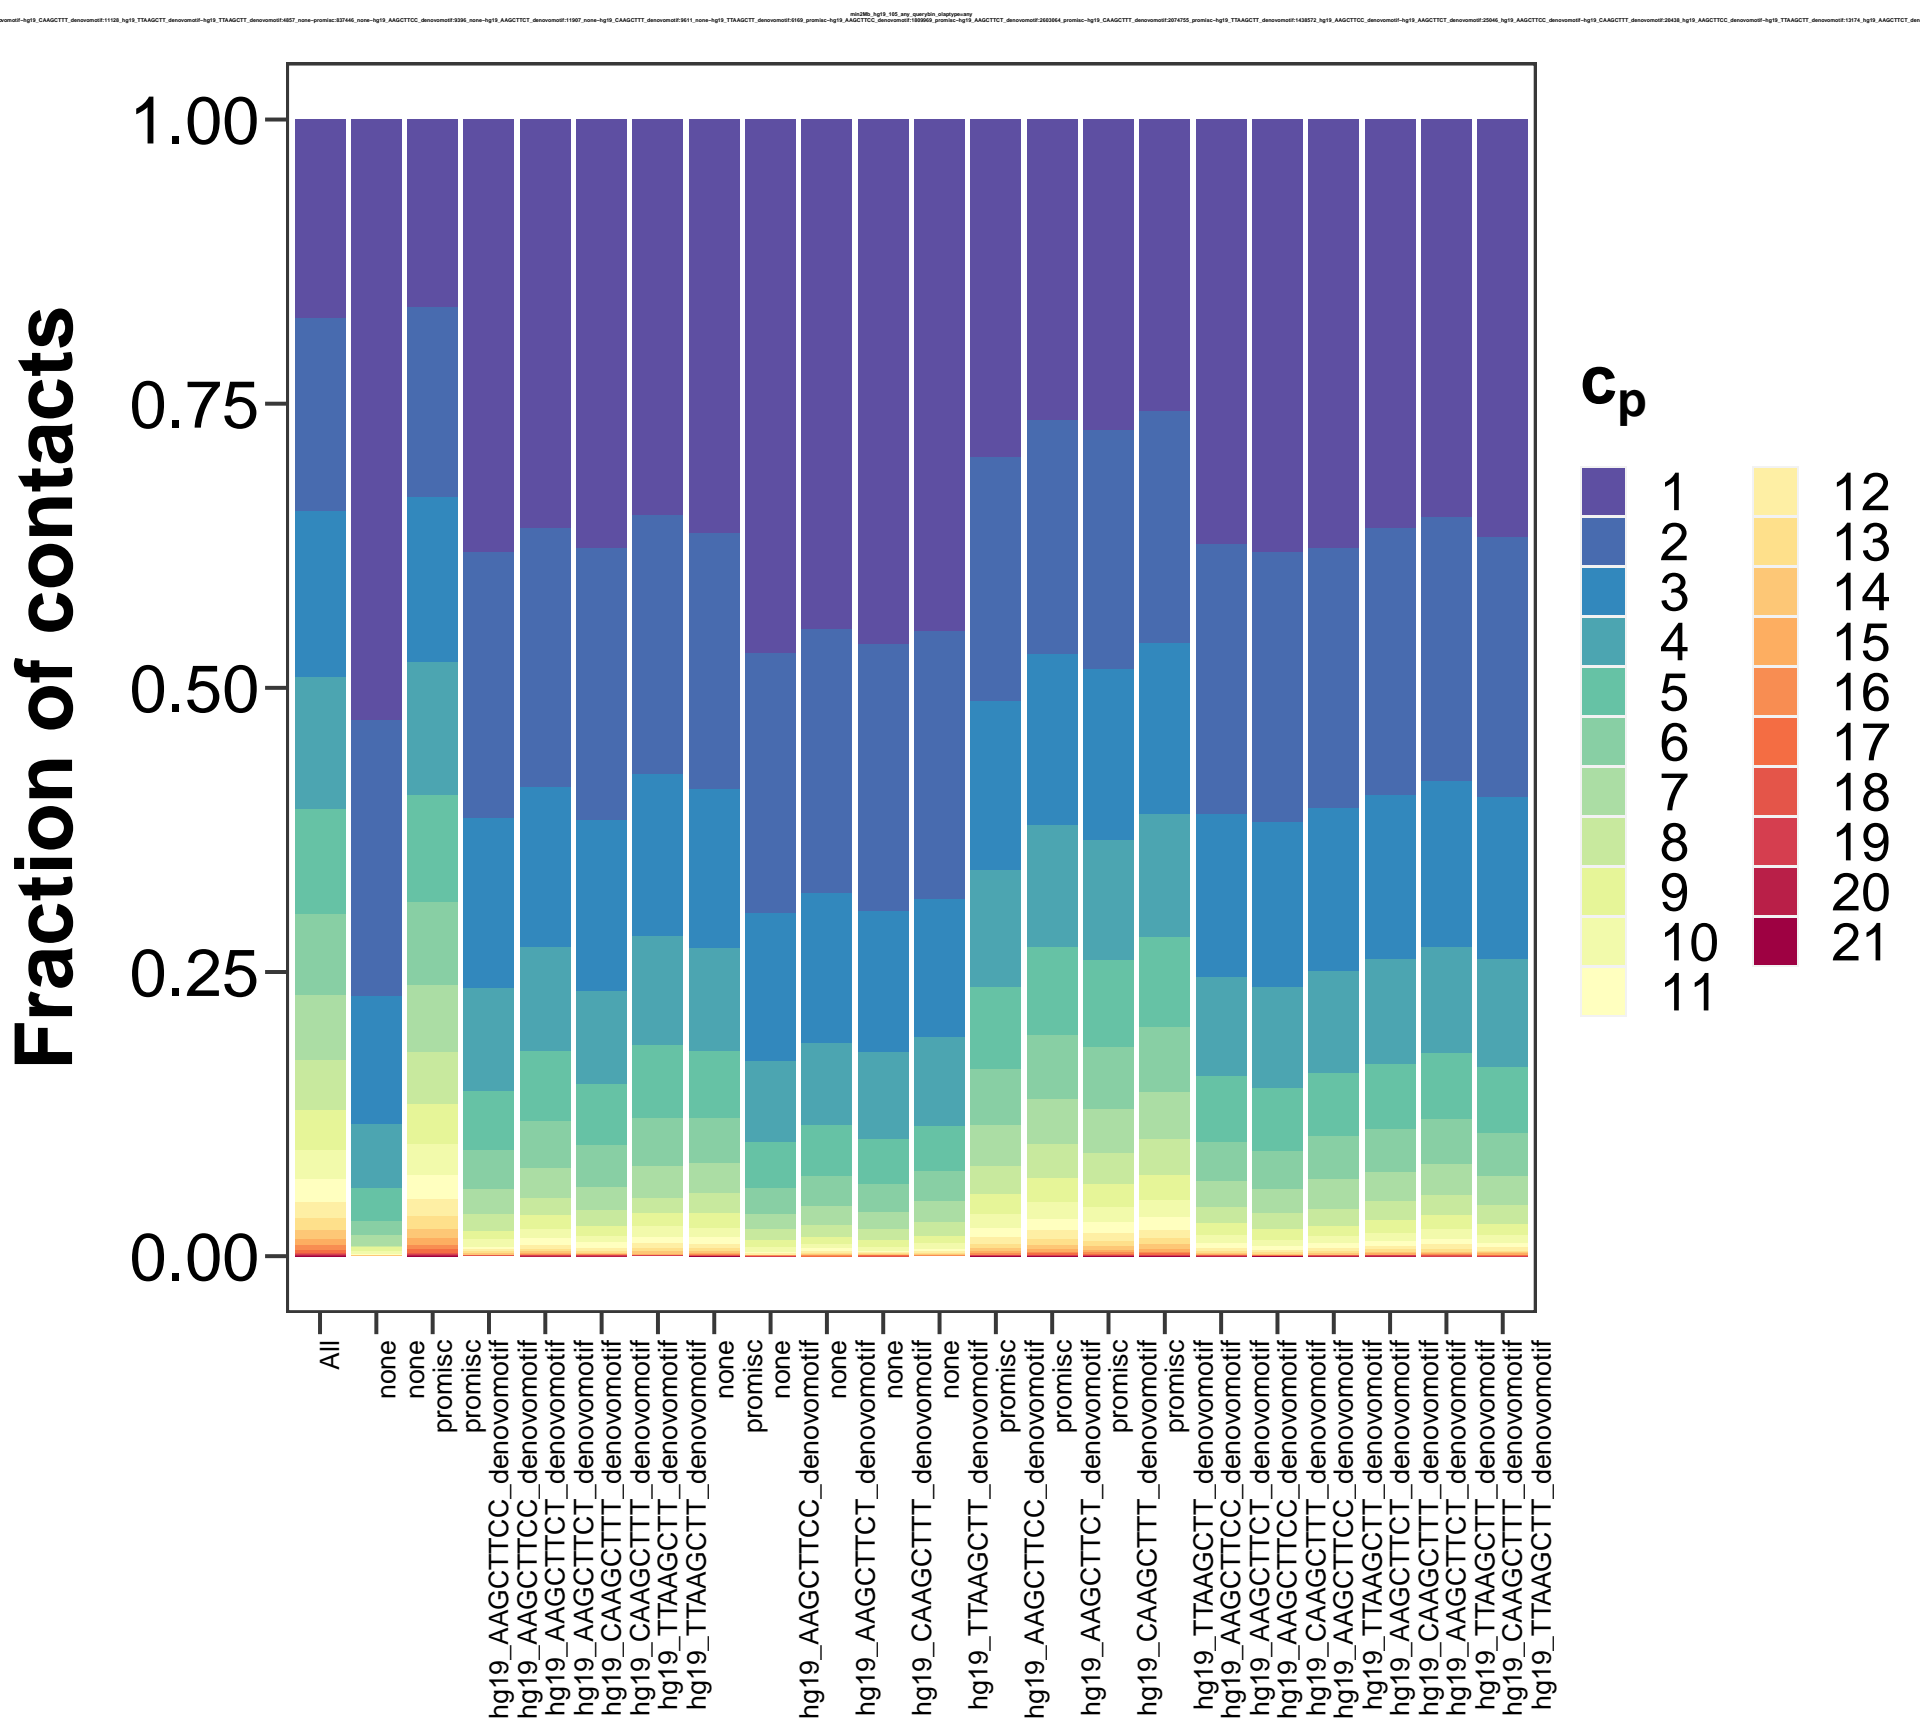 min2Mb_hg19_105_any_querybin_olaptype=any
1.00
0.75
0.50
0.25
0.00
Fraction of contacts
cp
1
2
3
4
5
6
7
8
9
10
11
12
13
14
15
16
17
18
19
20
21
All
none
none
promisc
promisc
hg19_AAGCTTCC_denovomotif
hg19_AAGCTTCC_denovomotif
hg19_AAGCTTCT_denovomotif
hg19_AAGCTTCT_denovomotif
hg19_CAAGCTTT_denovomotif
hg19_CAAGCTTT_denovomotif
hg19_TTAAGCTT_denovomotif
hg19_TTAAGCTT_denovomotif
none
promisc
none
hg19_AAGCTTCC_denovomotif
none
hg19_AAGCTTCT_denovomotif
none
hg19_CAAGCTTT_denovomotif
none
hg19_TTAAGCTT_denovomotif
promisc
hg19_AAGCTTCC_denovomotif
promisc
hg19_AAGCTTCT_denovomotif
promisc
hg19_CAAGCTTT_denovomotif
promisc
hg19_TTAAGCTT_denovomotif
hg19_AAGCTTCC_denovomotif
hg19_AAGCTTCT_denovomotif
hg19_AAGCTTCC_denovomotif
hg19_CAAGCTTT_denovomotif
hg19_AAGCTTCC_denovomotif
hg19_TTAAGCTT_denovomotif
hg19_AAGCTTCT_denovomotif
hg19_CAAGCTTT_denovomotif
hg19_AAGCTTCT_denovomotif
hg19_TTAAGCTT_denovomotif
hg19_CAAGCTTT_denovomotif
hg19_TTAAGCTT_denovomotif